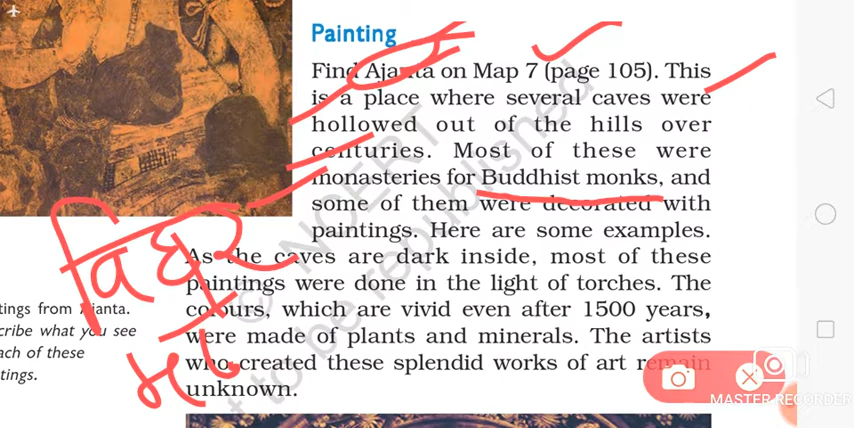 Painting
Find Ajanta on Map 7 (page 105). This
is a place where several caves were
hollowed out of the hills over
centuries. Most of these were
monasteries for Buddhist monks, and
some of them were decorated with
paintings. Here are some examples.
As the caves are dark inside, most of these
paintings were done in the light of torches. The
colours, which are vivid even after 1500 years,
were made of plants and minerals. The artists
who created these splendid works of art remain
unknown.
tings from Ajanta.
cribe what you see
ach of these
tings.
© NCERT
not to be republished
MASTER RECORDER